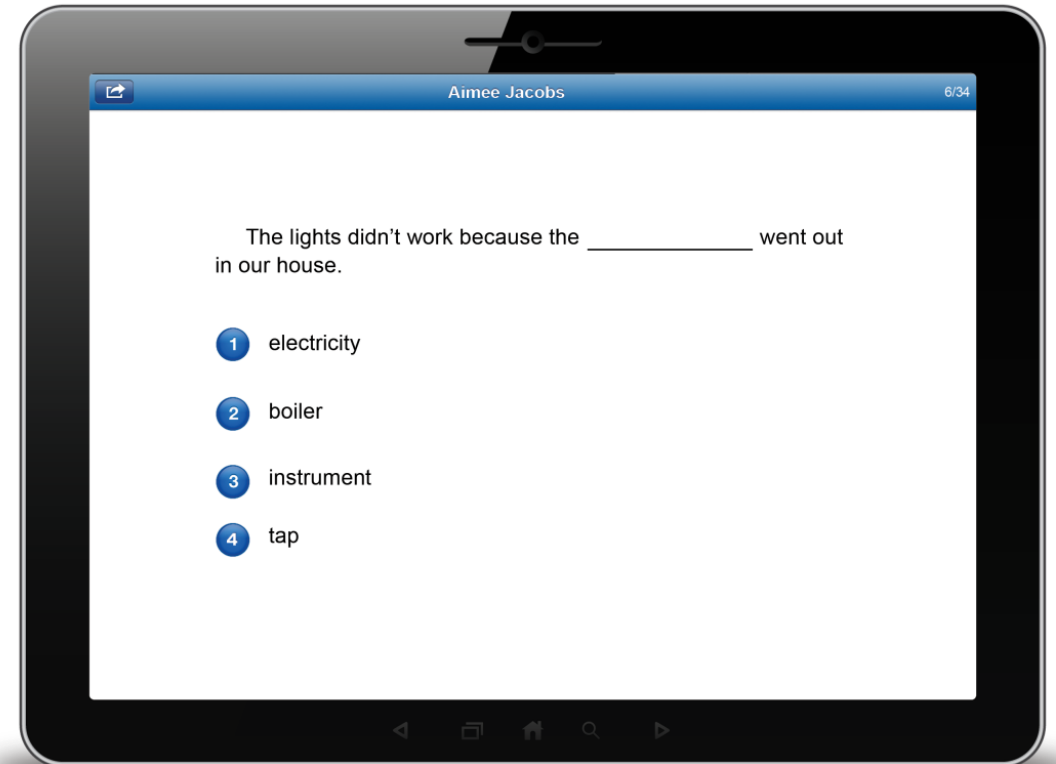 Aimee Jacobs
6/34
The lights didn't work because the ______________ went out
in our house.
1 electricity
2 boiler
3 instrument
4 tap